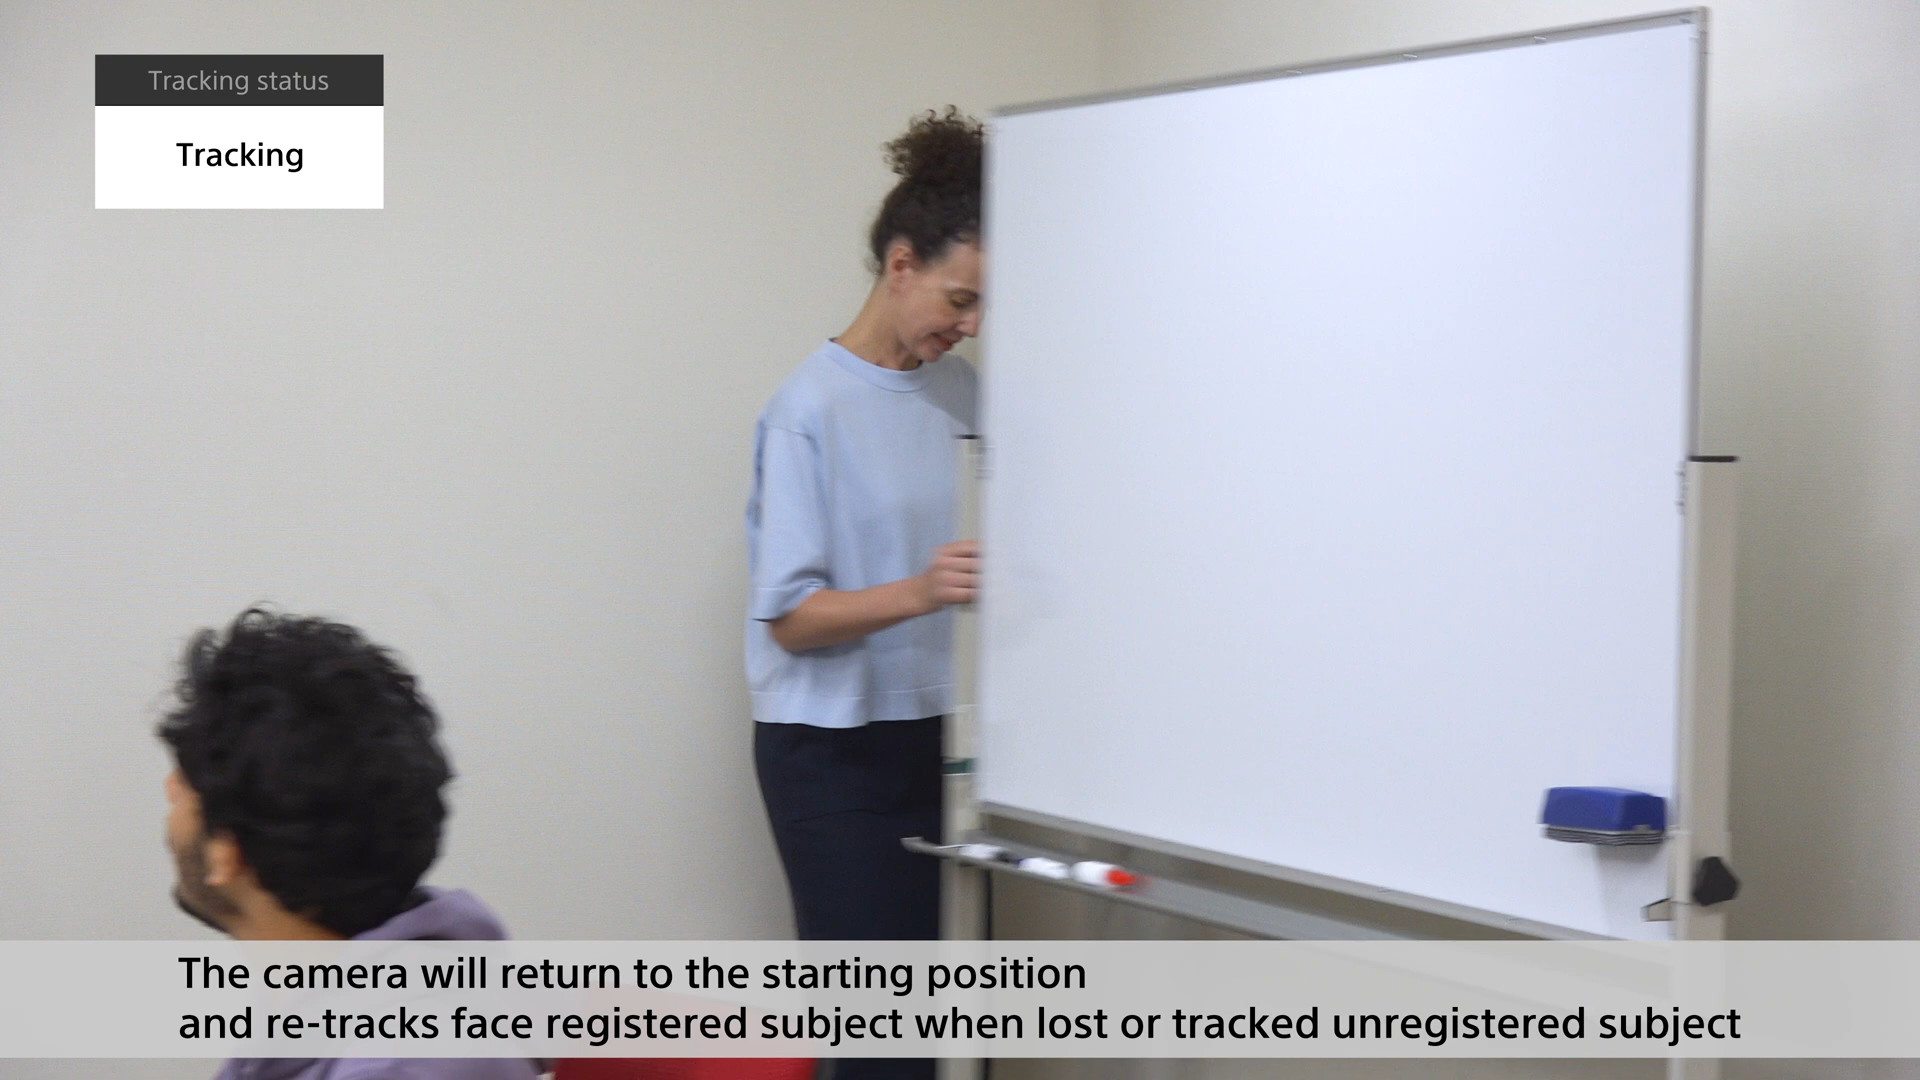 Tracking status
Tracking
The camera will return to the starting position
and re-tracks face registered subject when lost or tracked unregistered subject